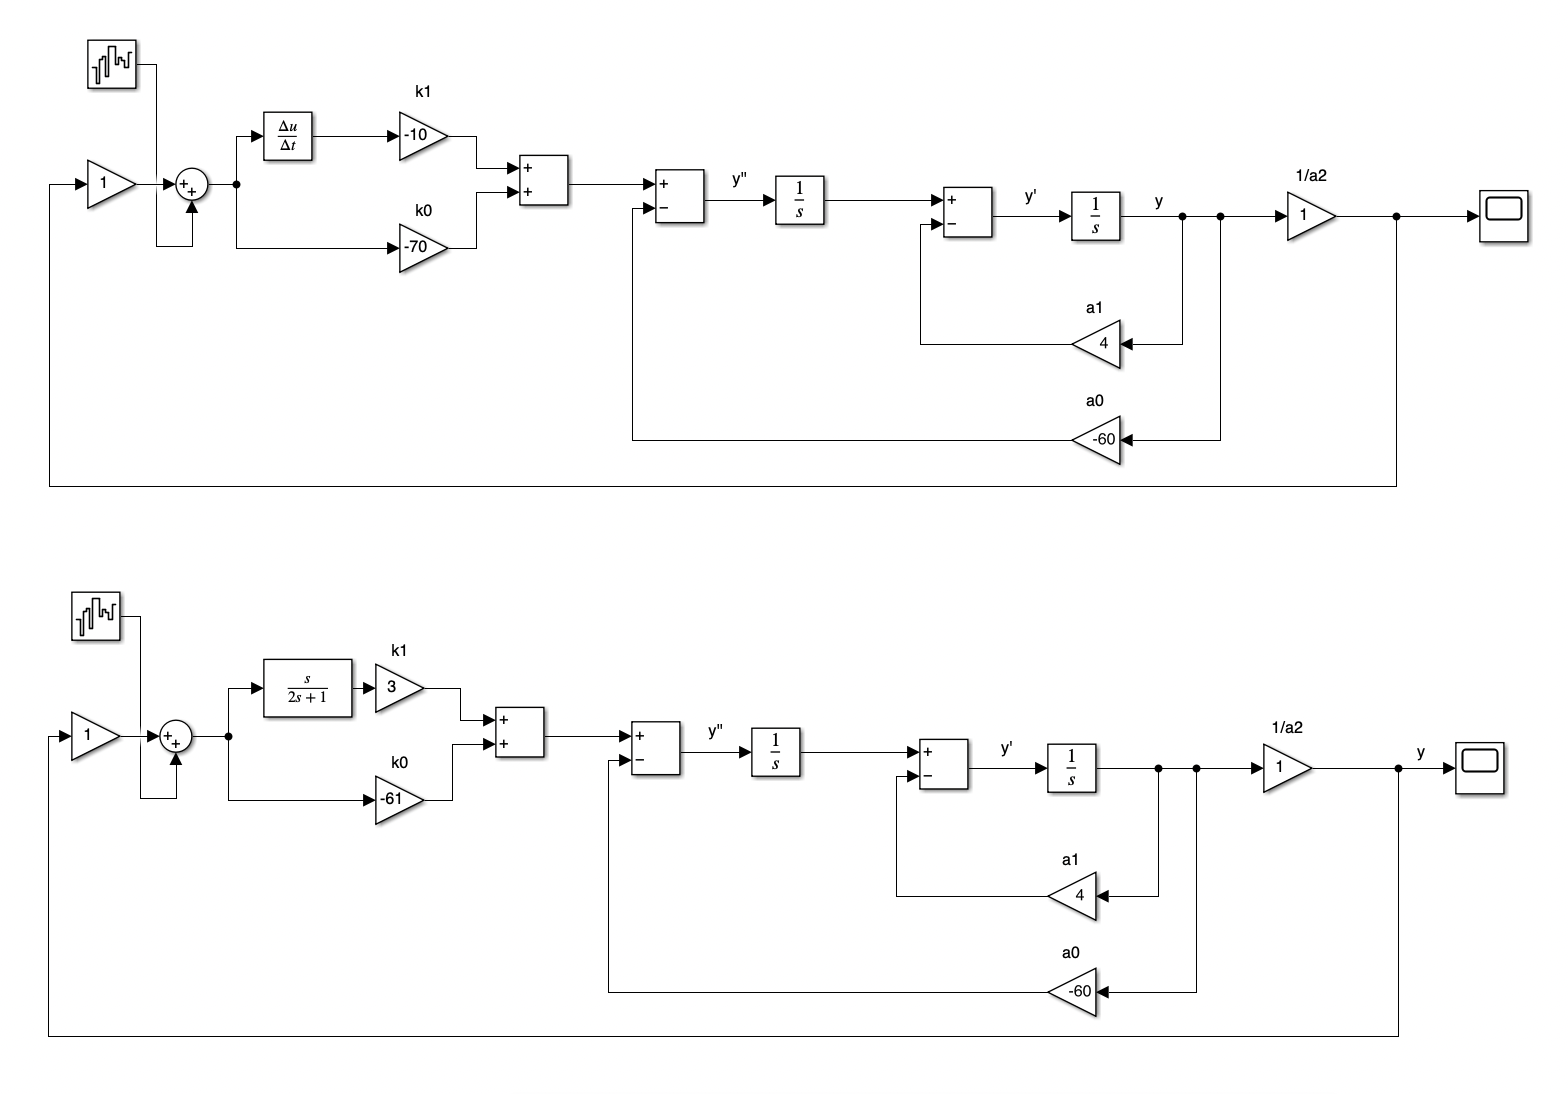 k1
Δu
Δt
-10
+
+
1
+
+
k0
-70
+
−
y"
1
s
+
−
y'
1
s
y
1/a2
1
a1
4
a0
-60
k1
s
2s + 1
3
+
+
1
+
+
k0
-61
+
−
y"
1
s
+
−
y'
1
s
1/a2
1
y
a1
4
a0
-60